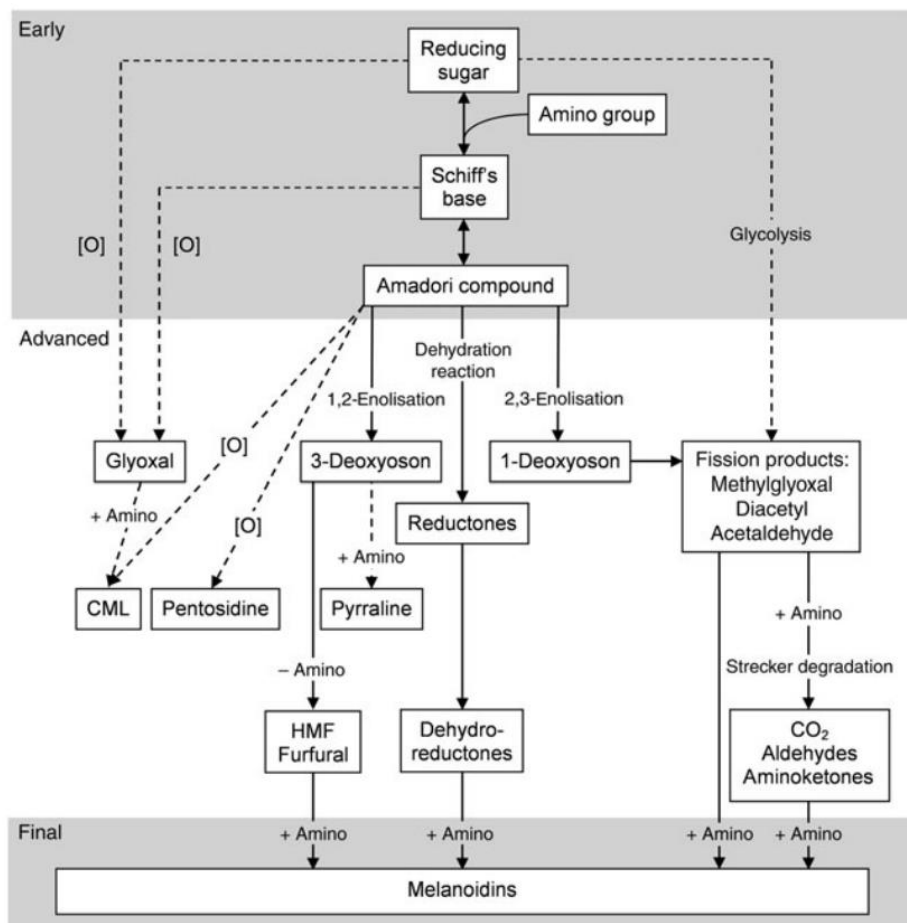 Early
Reducing
sugar
Amino group
Schiff's
base
[O]
[O]
Glycolysis
Amadori compound
Advanced
Dehydration
reaction
1,2-Enolisation
2,3-Enolisation
Glyoxal
[O]
3-Deoxyoson
1-Deoxyoson
Fission products:
Methylglyoxal
Diacetyl
Acetaldehyde
+ Amino
[O]
+ Amino
Reductones
CML
Pentosidine
Pyrraline
+ Amino
– Amino
Strecker degradation
HMF
Furfural
Dehydro-
reductones
CO₂
Aldehydes
Aminoketones
Final
+ Amino
+ Amino
+ Amino
+ Amino
Melanoidins